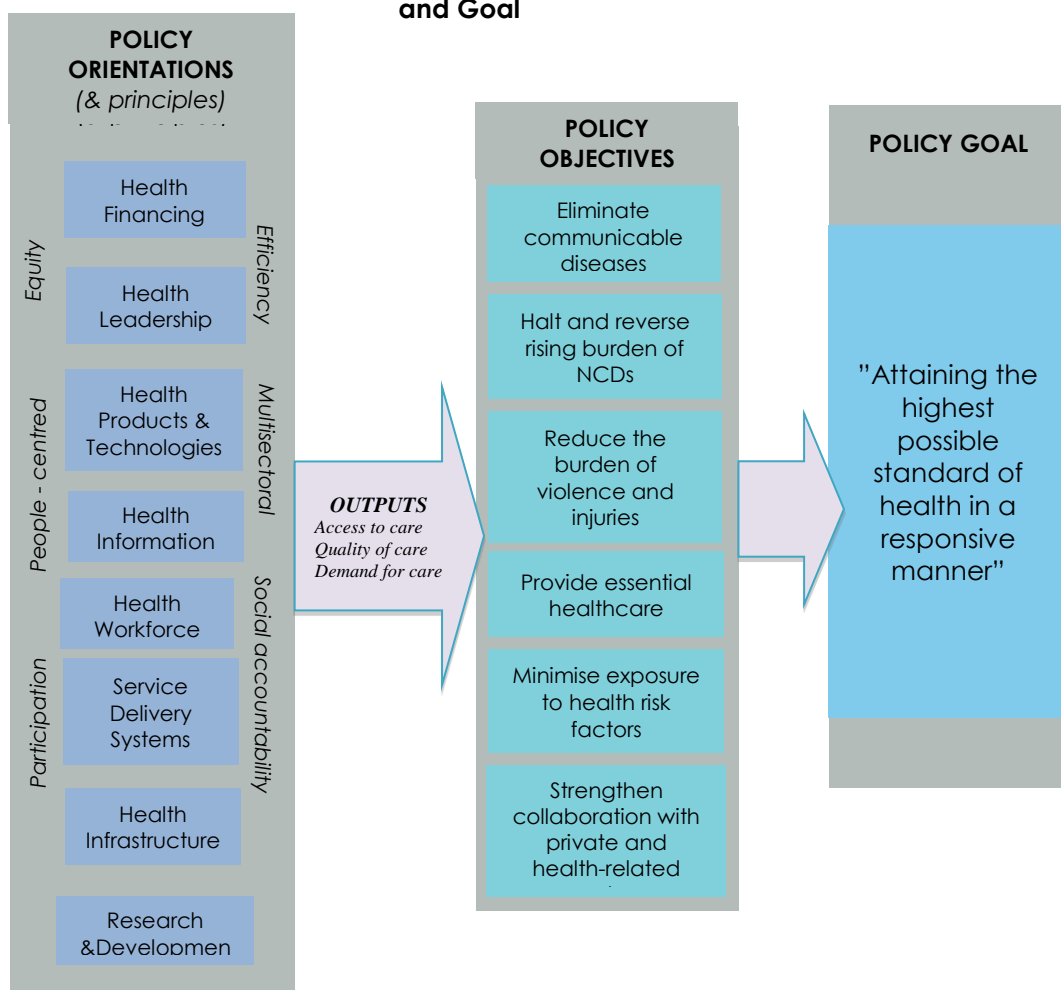 and Goal
POLICY
ORIENTATIONS
(& principles)
Health
Financing
Health
Leadership
Health
Products &
Technologies
Health
Information
Health
Workforce
Service
Delivery
Systems
Health
Infrastructure
Research
&Developmen
Equity
People - centred
Participation
Efficiency
Multisectoral
Social accountability
OUTPUTS
Access to care
Quality of care
Demand for care
POLICY
OBJECTIVES
Eliminate
communicable
diseases
Halt and reverse
rising burden of
NCDs
Reduce the
burden of
violence and
injuries
Provide essential
healthcare
Minimise exposure
to health risk
factors
Strengthen
collaboration with
private and
health-related
POLICY GOAL
”Attaining the
highest
possible
standard of
health in a
responsive
manner”